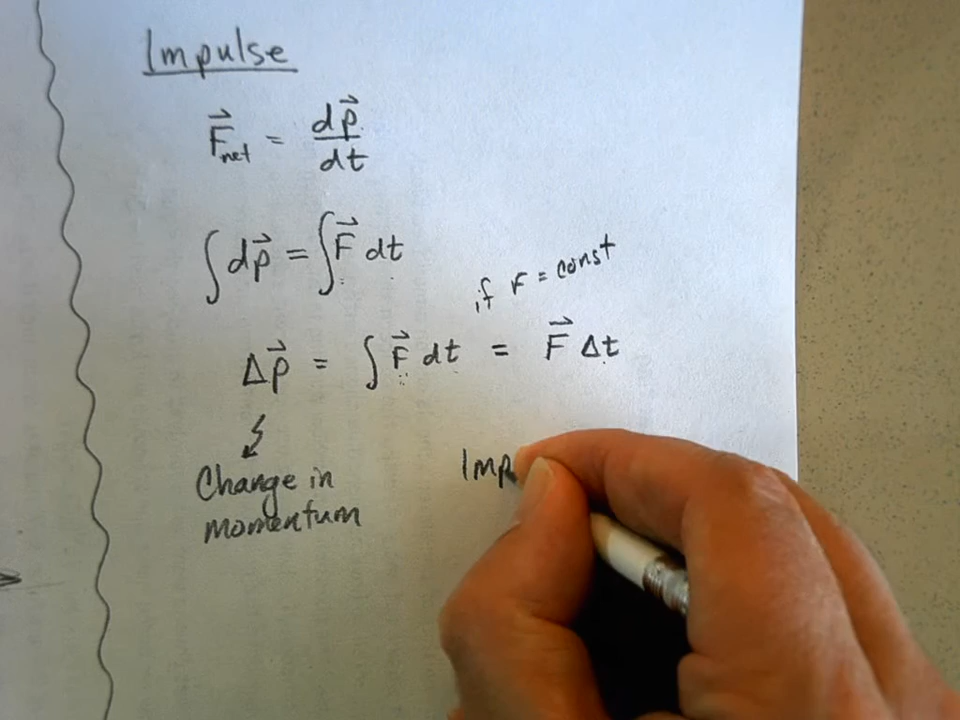 Impulse
F⃗net = dp⃗/dt
∫dp⃗ = ∫F⃗ dt
if F = const
Δp⃗ = ∫F⃗ dt = F⃗ Δt
Change in
momentum
Imp